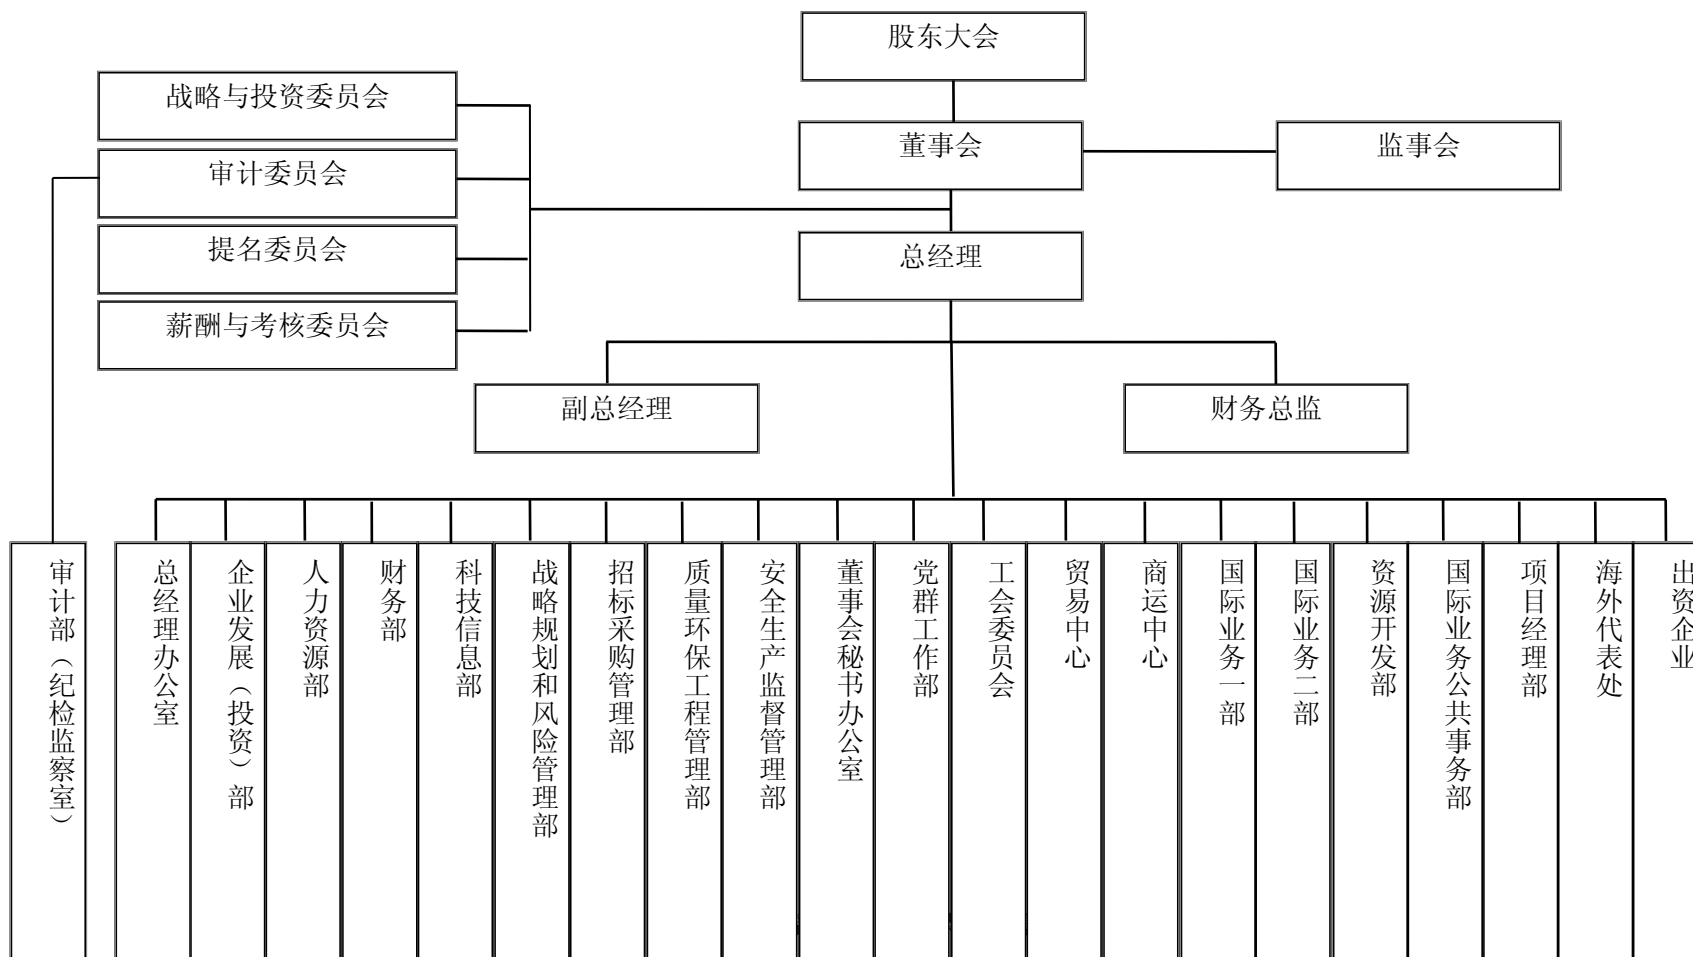 股东大会
战略与投资委员会
董事会
监事会
审计委员会
提名委员会
总经理
薪酬与考核委员会
副总经理
财务总监
审计部（纪检监察室）
总经理办公室
企业发展（投资）部
人力资源部
财务部
科技信息部
战略规划和风险管理部
招标采购管理部
质量环保工程管理部
安全生产监督管理部
董事会秘书办公室
党群工作部
工会委员会
贸易中心
商运中心
国际业务一部
国际业务二部
资源开发部
国际业务公共事务部
项目经理部
海外代表处
出资企业